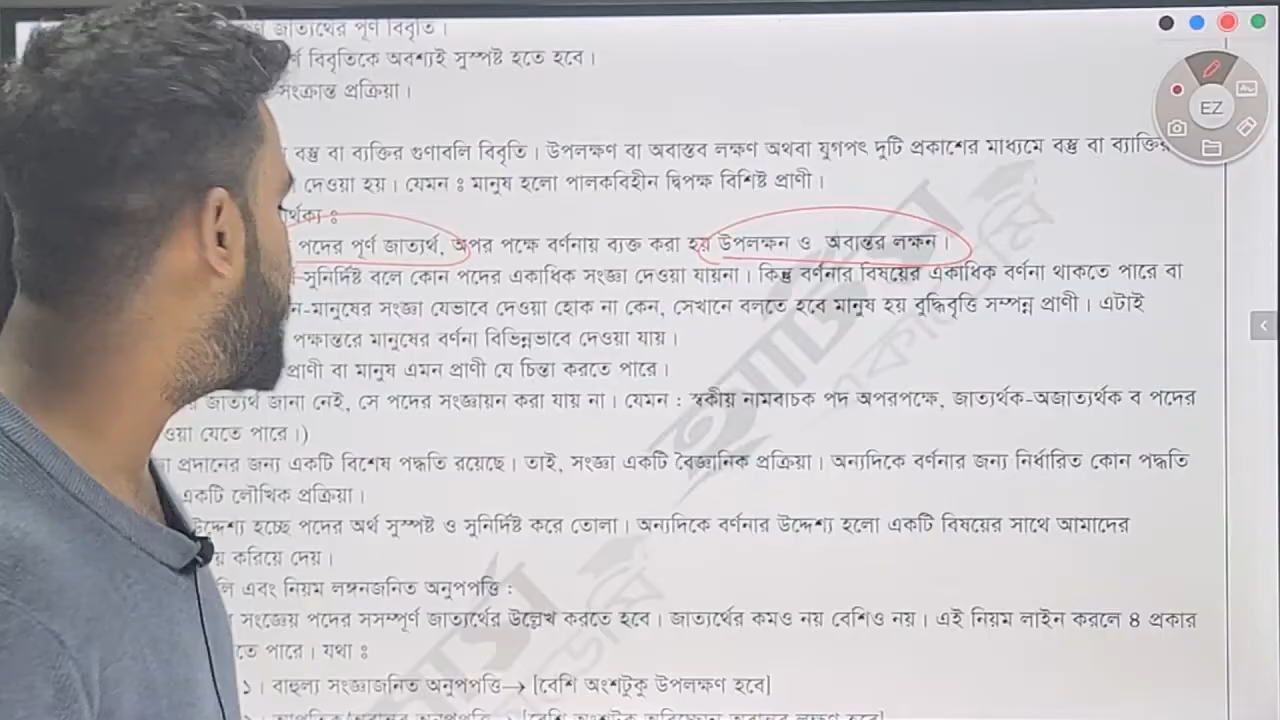 জাত্যর্থের পূর্ণ বিবৃতি।
বিবৃতিকে অবশ্যই সুস্পষ্ট হতে হবে।
সংক্রান্ত প্রক্রিয়া।
EZ
বস্তু বা ব্যক্তির গুণাবলি বিবৃতি। উপলক্ষণ বা অবান্তব লক্ষণ অথবা যুগপৎ দুটি প্রকাশের মাধ্যমে বস্তু বা ব্যাক্তির
দেওয়া হয়। যেমন ঃ মানুষ হলো পালকবিহীন দ্বিপক্ষ বিশিষ্ট প্রাণী।
র্থক্য ঃ
পদের পূর্ণ জাত্যর্থ, অপর পক্ষে বর্ণনায় ব্যক্ত করা হয় উপলক্ষন ও অবান্তর লক্ষন।
-সুনির্দিষ্ট বলে কোন পদের একাধিক সংজ্ঞা দেওয়া যায়না। কিন্তু বর্ণনার বিষয়ের একাধিক বর্ণনা থাকতে পারে বা
ন-মানুষের সংজ্ঞা যেভাবে দেওয়া হোক না কেন, সেখানে বলতে হবে মানুষ হয় বুদ্ধিবৃত্তি সম্পন্ন প্রাণী। এটাই
পক্ষান্তরে মানুষের বর্ণনা বিভিন্নভাবে দেওয়া যায়।
প্রাণী বা মানুষ এমন প্রাণী যে চিন্তা করতে পারে।
জাত্যর্থ জানা নেই, সে পদের সংজ্ঞায়ন করা যায় না। যেমন : স্বকীয় নামবাচক পদ অপরপক্ষে, জাত্যর্থক-অজাত্যর্থক ব পদের
ওয়া যেতে পারে।)
প্রদানের জন্য একটি বিশেষ পদ্ধতি রয়েছে। তাই, সংজ্ঞা একটি বৈজ্ঞানিক প্রক্রিয়া। অন্যদিকে বর্ণনার জন্য নির্ধারিত কোন পদ্ধতি
একটি লৌখিক প্রক্রিয়া।
উদ্দেশ্য হচ্ছে পদের অর্থ সুস্পষ্ট ও সুনির্দিষ্ট করে তোলা। অন্যদিকে বর্ণনার উদ্দেশ্য হলো একটি বিষয়ের সাথে আমাদের
য় করিয়ে দেয়।
লি এবং নিয়ম লঙ্গনজনিত অনুপপত্তি :
সংজ্ঞেয় পদের সসম্পূর্ণ জাত্যর্থের উল্লেখ করতে হবে। জাত্যর্থের কমও নয় বেশিও নয়। এই নিয়ম লাইন করলে ৪ প্রকার
তে পারে। যথা ঃ
১। বাহুল্য সংজ্ঞাজনিত অনুপপত্তি→ [বেশি অংশটুকু উপলক্ষণ হবে]